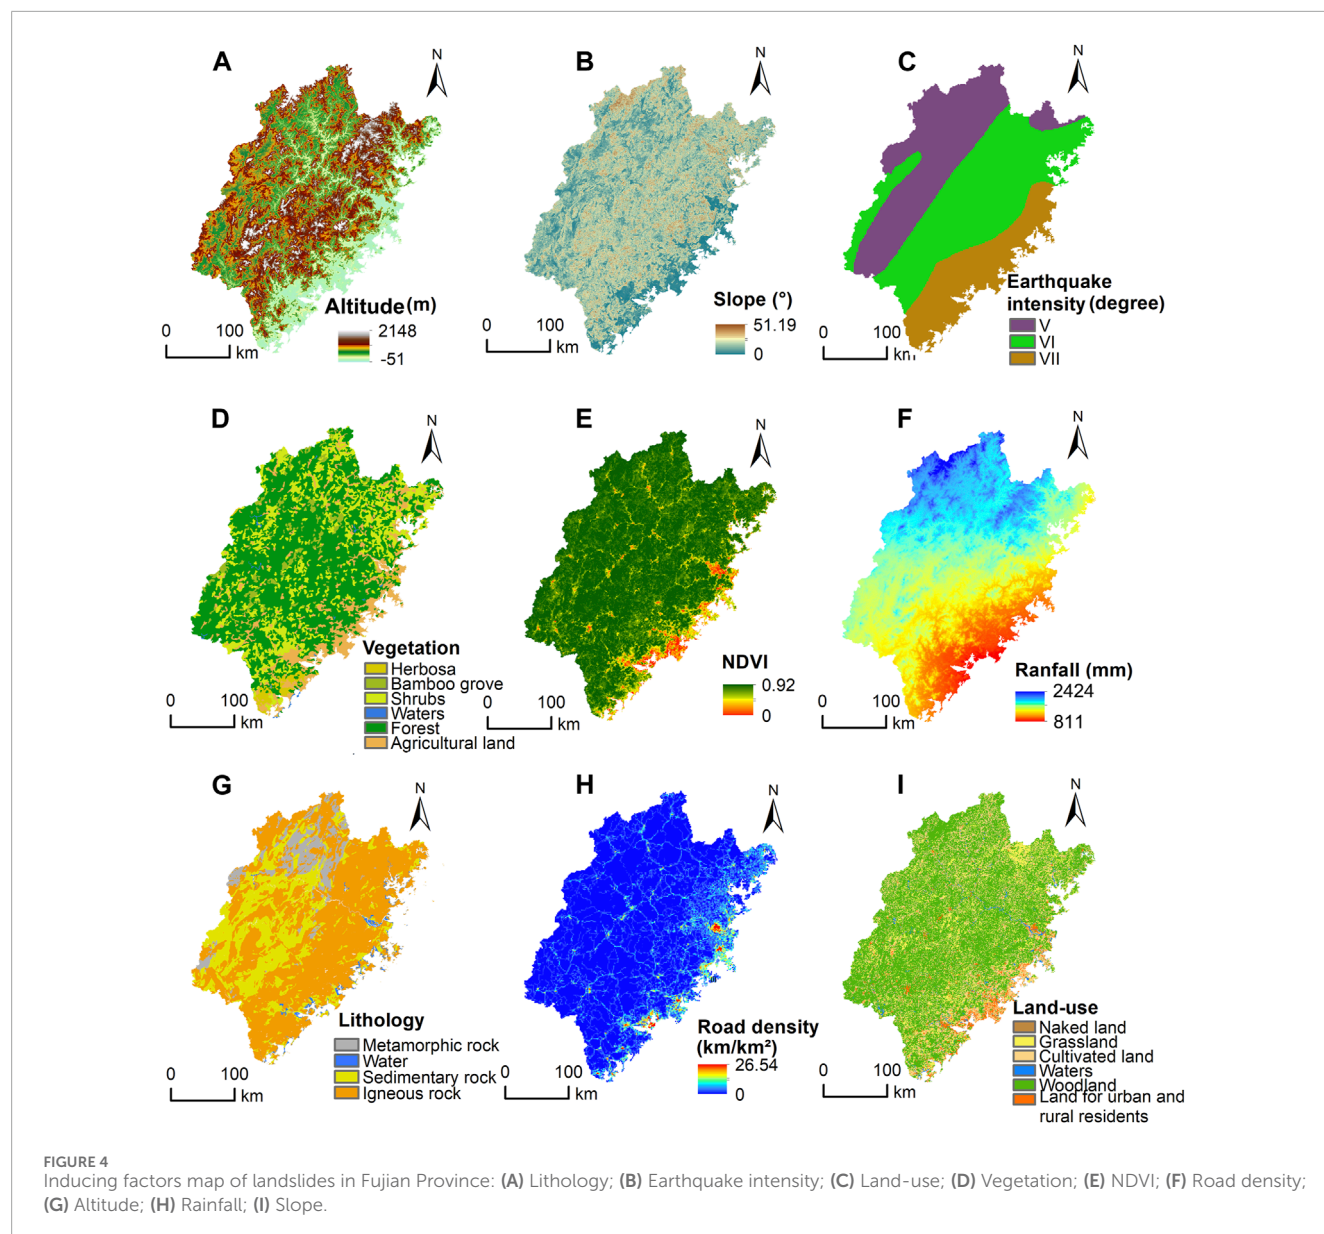 A
N
Altitude (m)
2148
-51
0 100
km
B
N
Slope (°)
51.19
0
0 100
km
C
N
Earthquake
intensity (degree)
V
VI
VII
0 100
km
D
N
Vegetation
Herbosa
Bamboo grove
Shrubs
Waters
Forest
Agricultural land
0 100
km
E
N
NDVI
0.92
0
0 100
km
F
N
Ranfall (mm)
2424
811
0 100
km
G
N
Lithology
Metamorphic rock
Water
Sedimentary rock
Igneous rock
0 100
km
H
N
Road density
(km/km²)
26.54
0
0 100
km
I
N
Land-use
Naked land
Grassland
Cultivated land
Waters
Woodland
Land for urban and
rural residents
0 100
km
FIGURE 4
Inducing factors map of landslides in Fujian Province: (A) Lithology; (B) Earthquake intensity; (C) Land-use; (D) Vegetation; (E) NDVI; (F) Road density;
(G) Altitude; (H) Rainfall; (I) Slope.